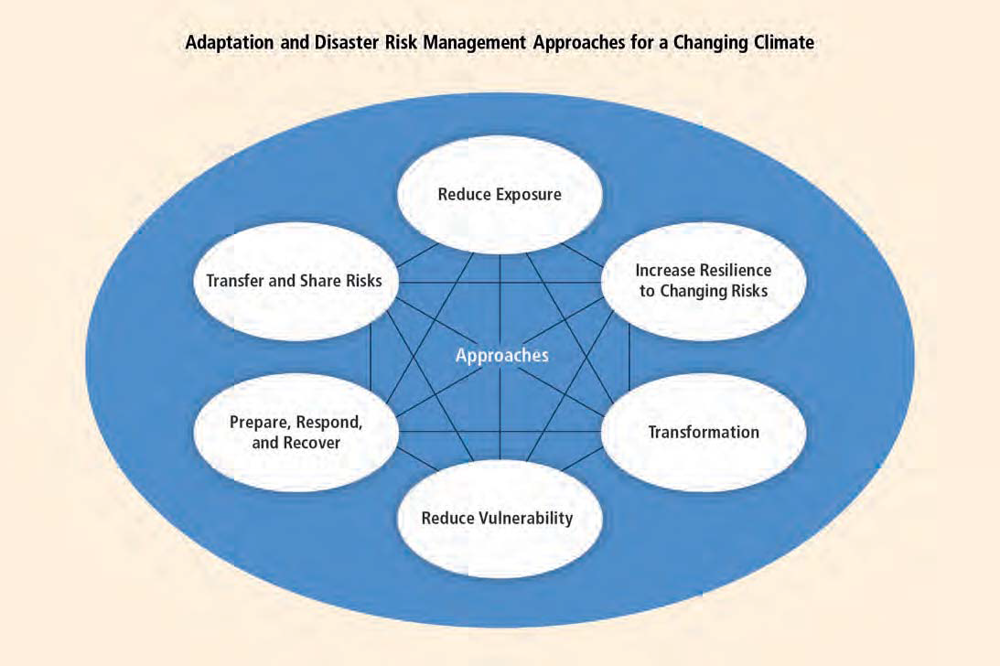 Adaptation and Disaster Risk Management Approaches for a Changing Climate
Reduce Exposure
Transfer and Share Risks
Increase Resilience
to Changing Risks
Approaches
Prepare, Respond,
and Recover
Transformation
Reduce Vulnerability